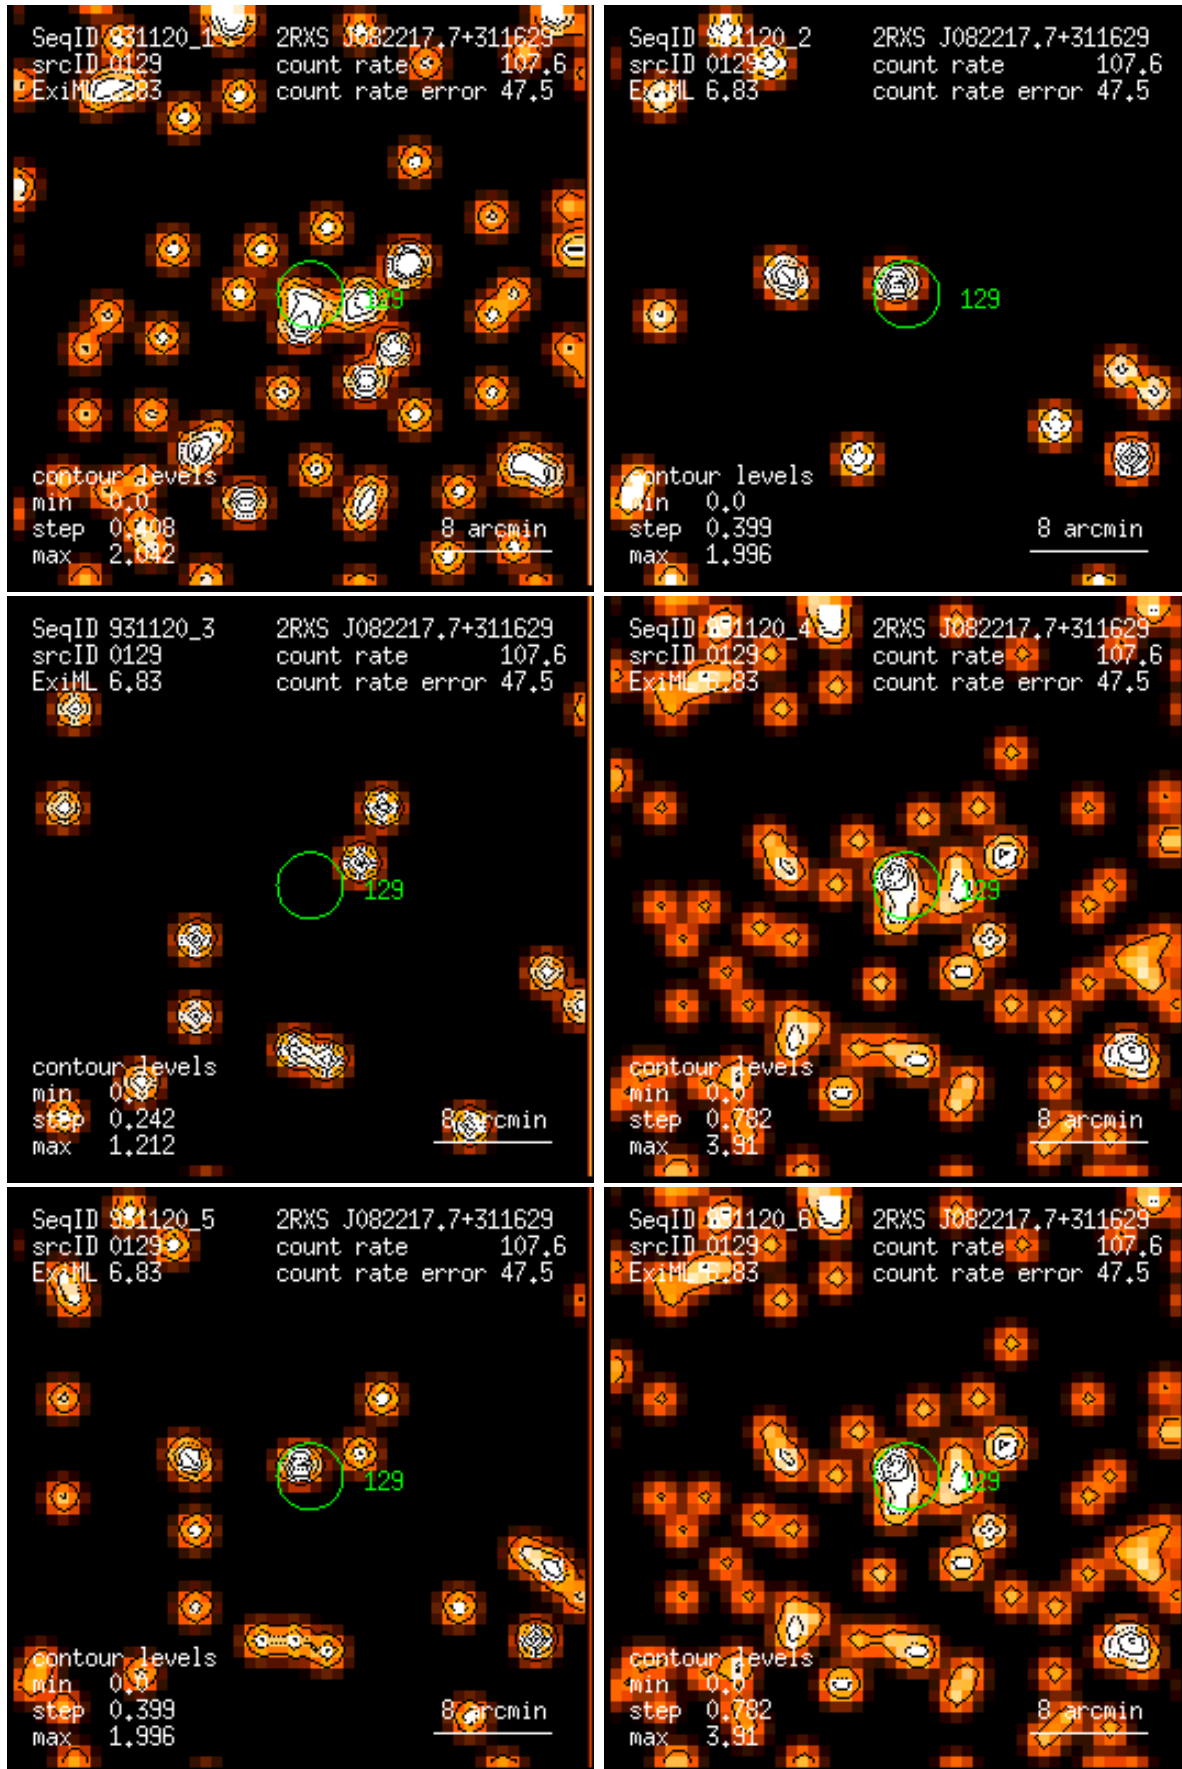 SeqID 931120_1 2RXS J082217.7+311629
srcID 0129 count rate 107.6
ExiML 6.83 count rate error 47.5
129
contour levels
min 0.0
step 0.408 8 arcmin
max 2.042
SeqID 931120_2 2RXS J082217.7+311629
srcID 0129 count rate 107.6
ExiML 6.83 count rate error 47.5
129
contour levels
min 0.0
step 0.399 8 arcmin
max 1.996
SeqID 931120_3 2RXS J082217.7+311629
srcID 0129 count rate 107.6
ExiML 6.83 count rate error 47.5
129
contour levels
min 0.0
step 0.242 8 arcmin
max 1.212
SeqID 931120_4 2RXS J082217.7+311629
srcID 0129 count rate 107.6
ExiML 6.83 count rate error 47.5
129
contour levels
min 0.0
step 0.782 8 arcmin
max 3.91
SeqID 931120_5 2RXS J082217.7+311629
srcID 0129 count rate 107.6
ExiML 6.83 count rate error 47.5
129
contour levels
min 0.0
step 0.399 8 arcmin
max 1.996
SeqID 931120_6 2RXS J082217.7+311629
srcID 0129 count rate 107.6
ExiML 6.83 count rate error 47.5
129
contour levels
min 0.0
step 0.782 8 arcmin
max 3.91